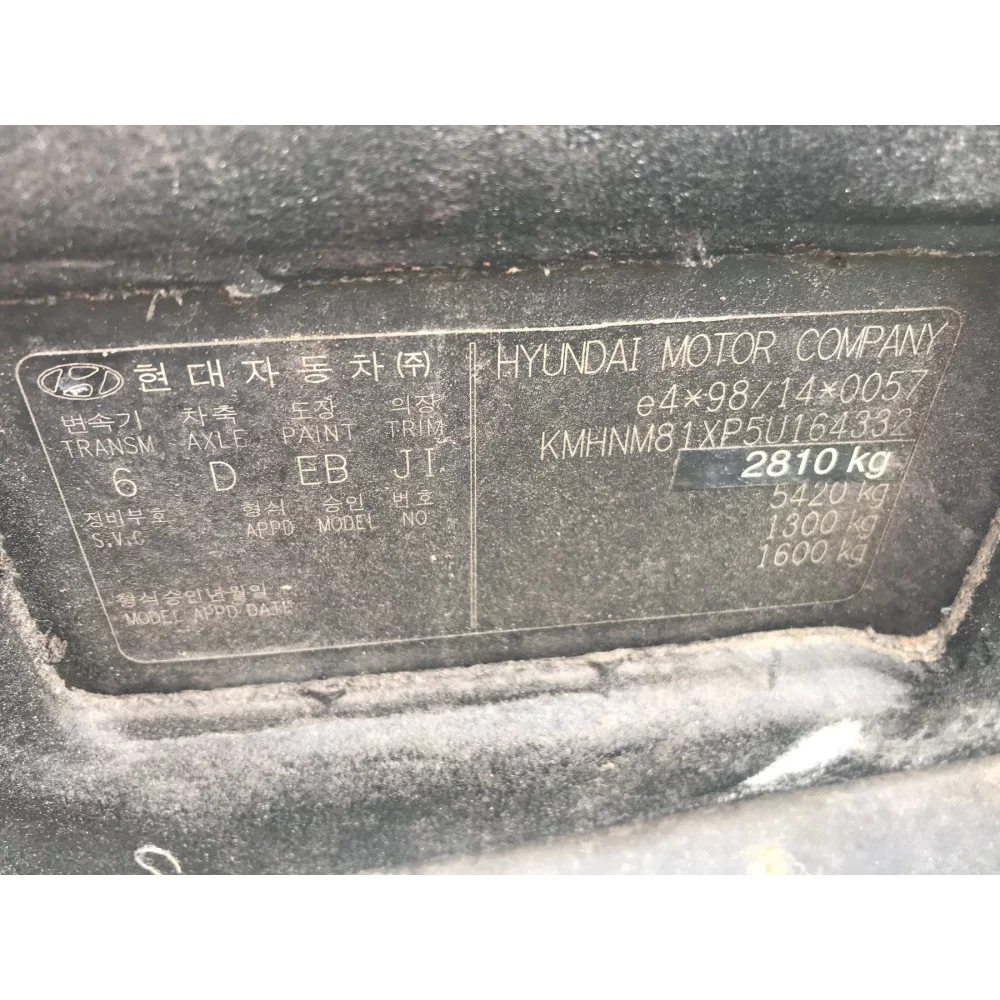 현대자동차(주)
변속기 차축 도장 의장
TRANSM AXLE PAINT TRIM
6 D EB JI
정비부호 형식 승인 번호
S.V.C APPD MODEL NO
형식승인년월일
MODEL APPD DATE
HYUNDAI MOTOR COMPANY
e4*98/14*0057
KMHNM81XP5U164332
2810 kg
5420 kg
1300 kg
1600 kg